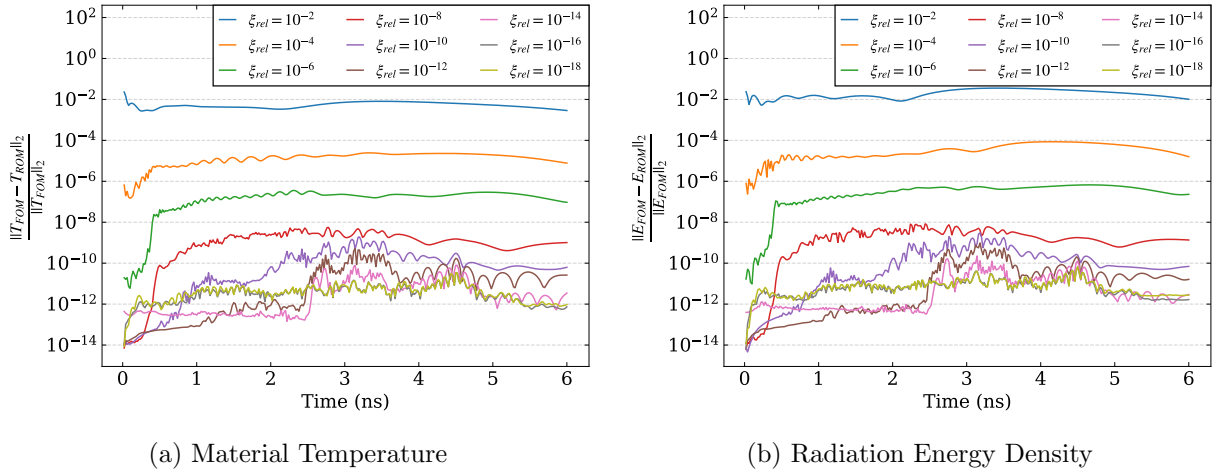 10^2
10^0
10^-2
10^-4
10^-6
10^-8
10^-10
10^-12
10^-14
||T_FOM − T_ROM||_2
||T_FOM||_2
ξ_rel = 10^-2 ξ_rel = 10^-8 ξ_rel = 10^-14
ξ_rel = 10^-4 ξ_rel = 10^-10 ξ_rel = 10^-16
ξ_rel = 10^-6 ξ_rel = 10^-12 ξ_rel = 10^-18
0 1 2 3 4 5 6
Time (ns)
(a) Material Temperature
10^2
10^0
10^-2
10^-4
10^-6
10^-8
10^-10
10^-12
10^-14
||E_FOM − E_ROM||_2
||E_FOM||_2
ξ_rel = 10^-2 ξ_rel = 10^-8 ξ_rel = 10^-14
ξ_rel = 10^-4 ξ_rel = 10^-10 ξ_rel = 10^-16
ξ_rel = 10^-6 ξ_rel = 10^-12 ξ_rel = 10^-18
0 1 2 3 4 5 6
Time (ns)
(b) Radiation Energy Density